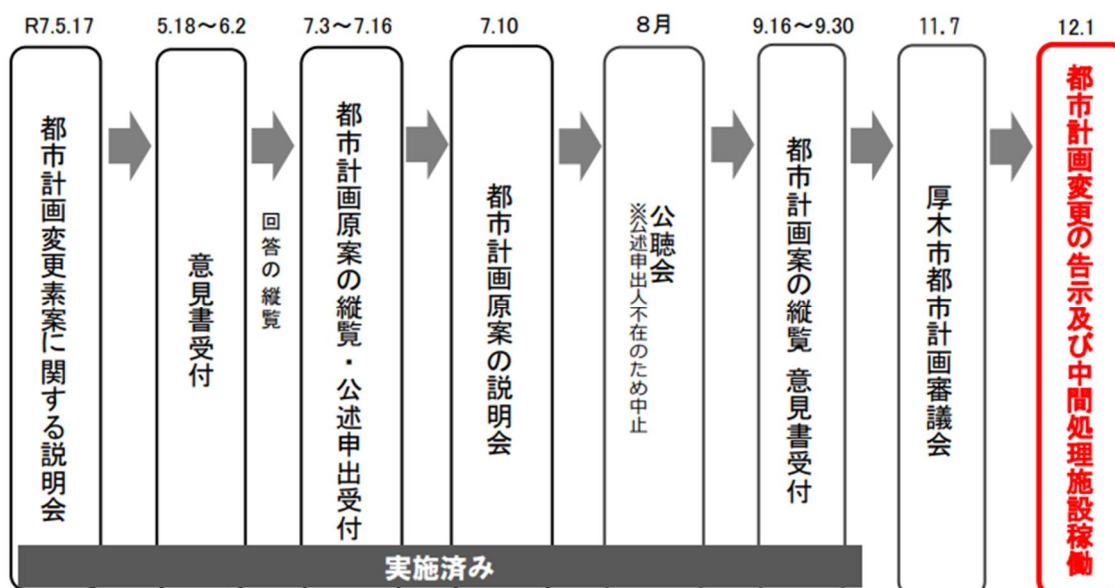 R7.5.17
都市計画変更素案に関する説明会
5.18～6.2
意見書受付
回答の縦覧
7.3～7.16
都市計画原案の縦覧・公述申出受付
7.10
都市計画原案の説明会
8月
公聴会
※公述申出人不在のため中止
9.16～9.30
都市計画案の縦覧 意見書受付
11.7
厚木市都市計画審議会
12.1
都市計画変更の告示及び中間処理施設稼働
実施済み